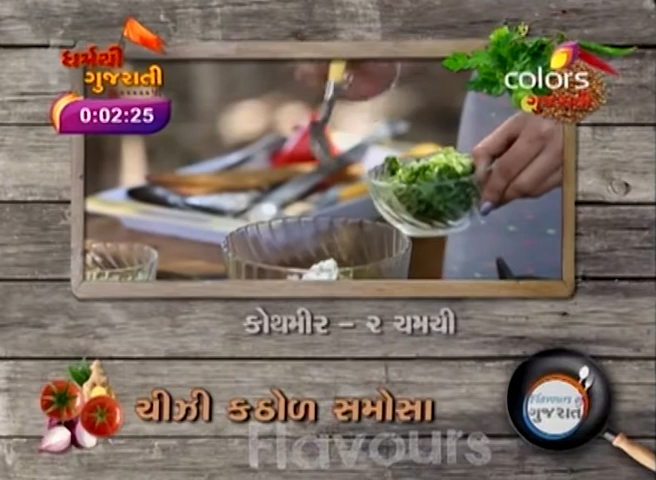 ધર્મથી
ગુજરાતી
0:02:25
colors
ગુજરાતી
કોથમીર - ૨ ચમચી
ચીઝી કઠોળ સમોસા
Flavours of
ગુજરાત
Flavours